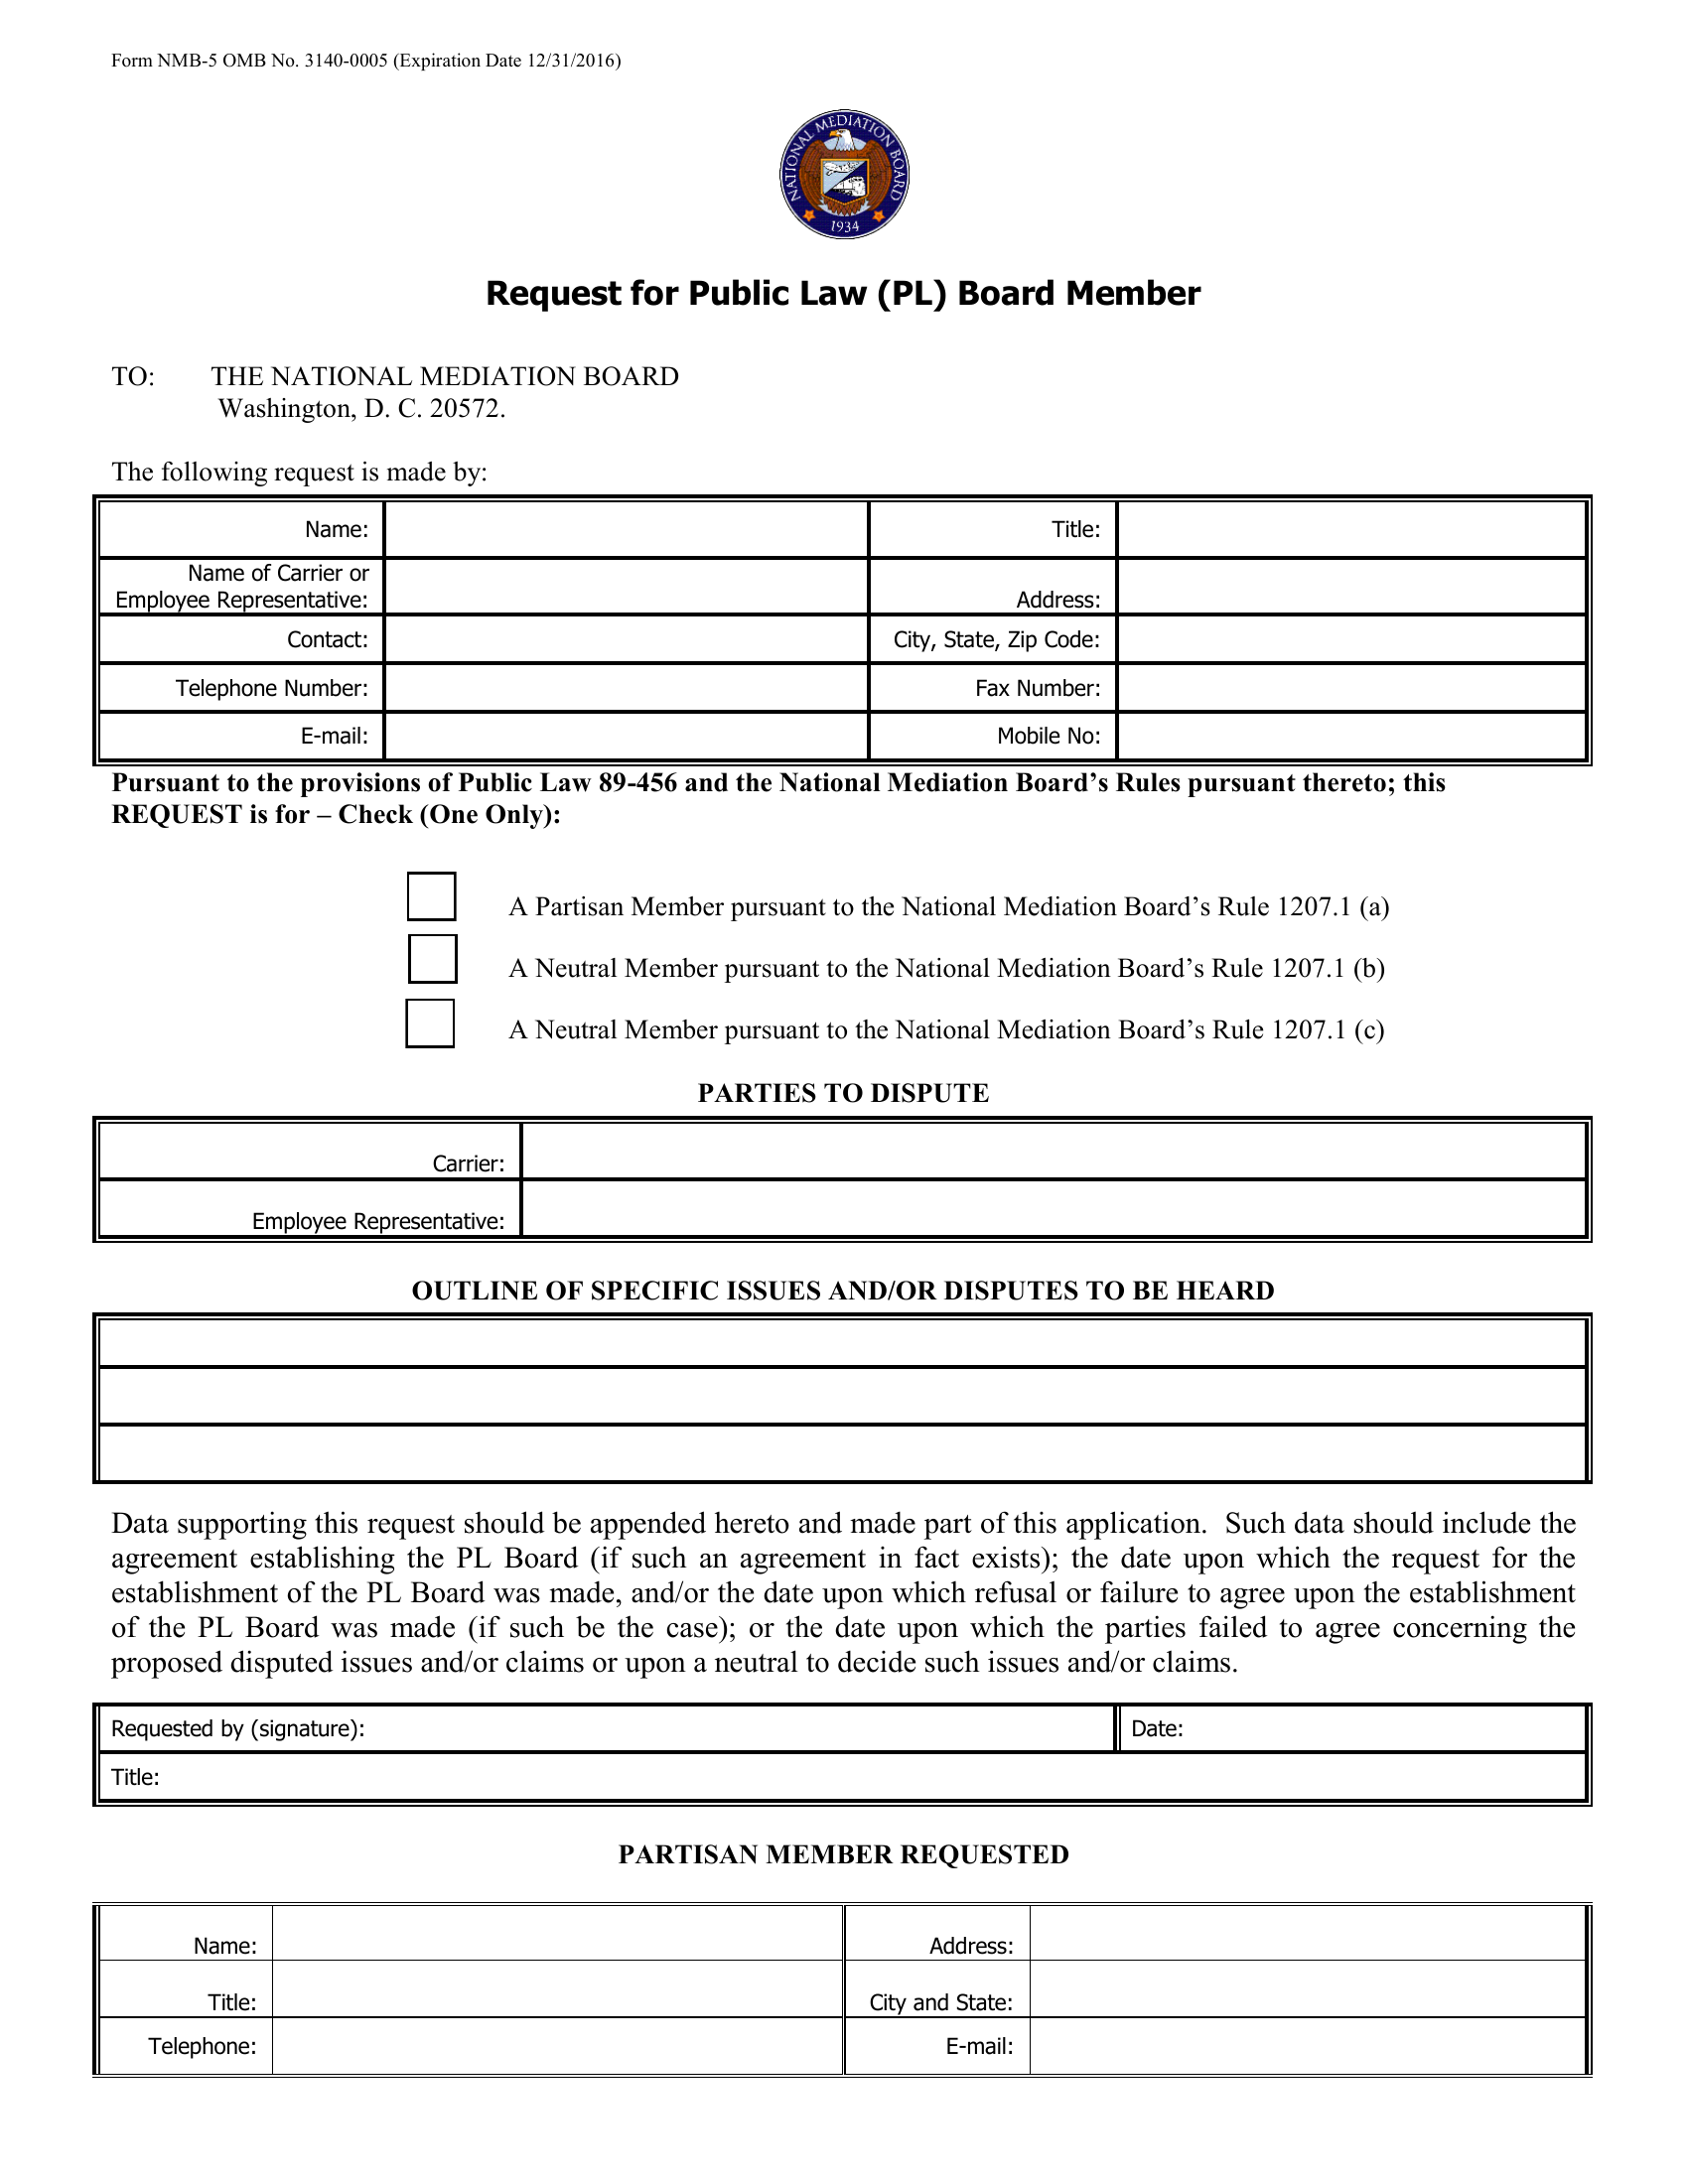 Form NMB-5 OMB No. 3140-0005 (Expiration Date 12/31/2016)
NATIONAL MEDIATION BOARD
1934
Request for Public Law (PL) Board Member
TO: THE NATIONAL MEDIATION BOARD
Washington, D. C. 20572.
The following request is made by:
Name: Title:
Name of Carrier or
Employee Representative: Address:
Contact: City, State, Zip Code:
Telephone Number: Fax Number:
E-mail: Mobile No:
Pursuant to the provisions of Public Law 89-456 and the National Mediation Board’s Rules pursuant thereto; this
REQUEST is for – Check (One Only):
A Partisan Member pursuant to the National Mediation Board’s Rule 1207.1 (a)
A Neutral Member pursuant to the National Mediation Board’s Rule 1207.1 (b)
A Neutral Member pursuant to the National Mediation Board’s Rule 1207.1 (c)
PARTIES TO DISPUTE
Carrier:
Employee Representative:
OUTLINE OF SPECIFIC ISSUES AND/OR DISPUTES TO BE HEARD
Data supporting this request should be appended hereto and made part of this application. Such data should include the
agreement establishing the PL Board (if such an agreement in fact exists); the date upon which the request for the
establishment of the PL Board was made, and/or the date upon which refusal or failure to agree upon the establishment
of the PL Board was made (if such be the case); or the date upon which the parties failed to agree concerning the
proposed disputed issues and/or claims or upon a neutral to decide such issues and/or claims.
Requested by (signature): Date:
Title:
PARTISAN MEMBER REQUESTED
Name: Address:
Title: City and State:
Telephone: E-mail: